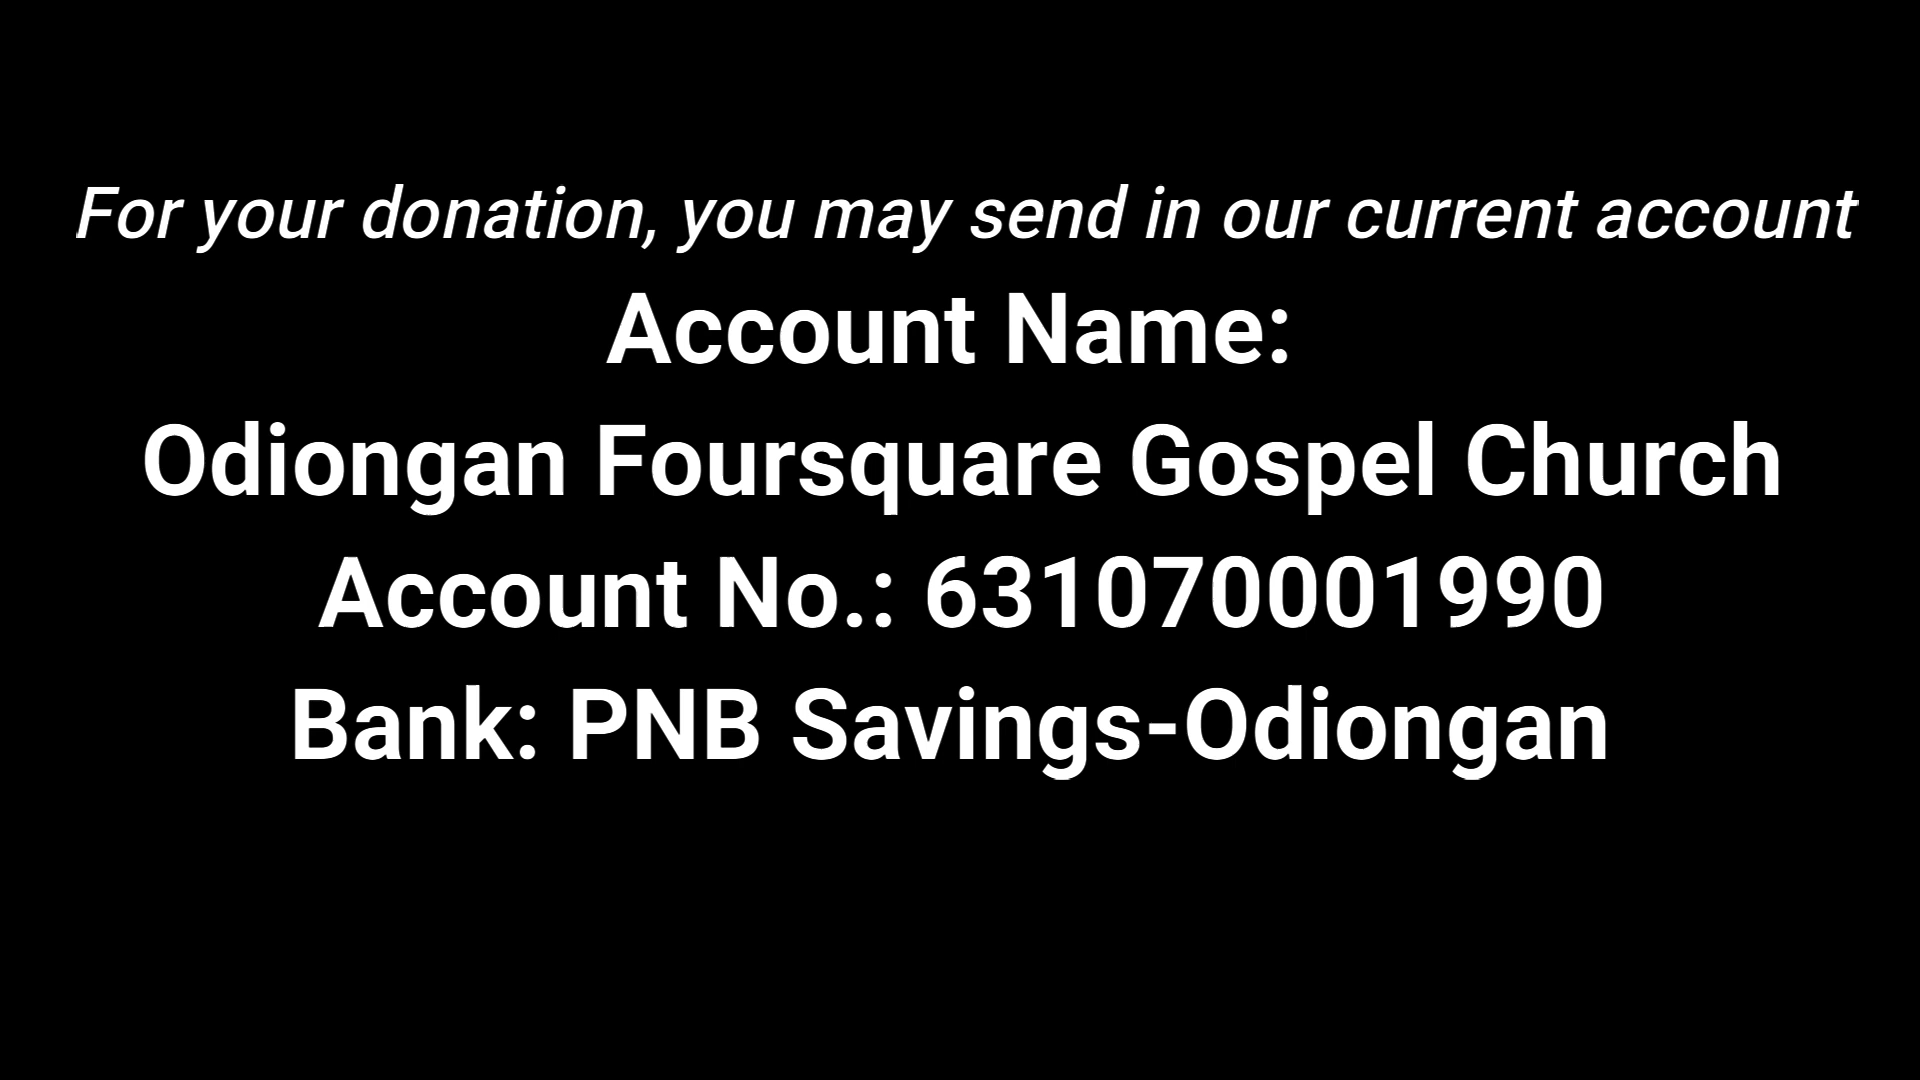 For your donation, you may send in our current account
Account Name:
Odiongan Foursquare Gospel Church
Account No.: 631070001990
Bank: PNB Savings-Odiongan